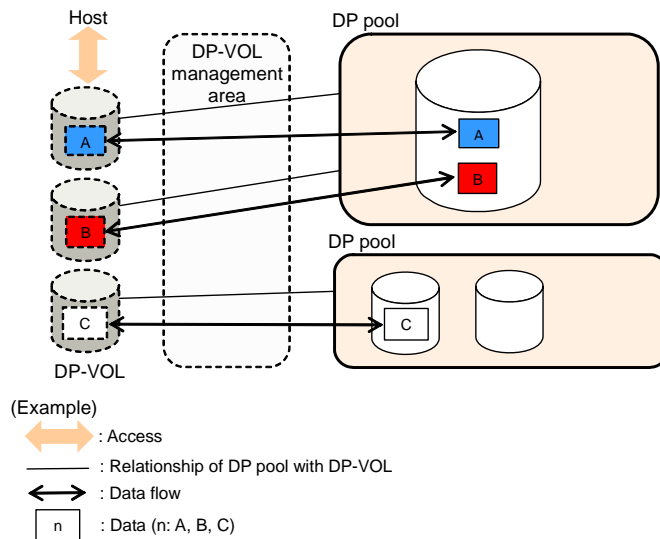 Host
DP pool
DP-VOL
management
area
A
A
B
B
DP pool
C
C
DP-VOL
(Example)
: Access
: Relationship of DP pool with DP-VOL
: Data flow
n
: Data (n: A, B, C)